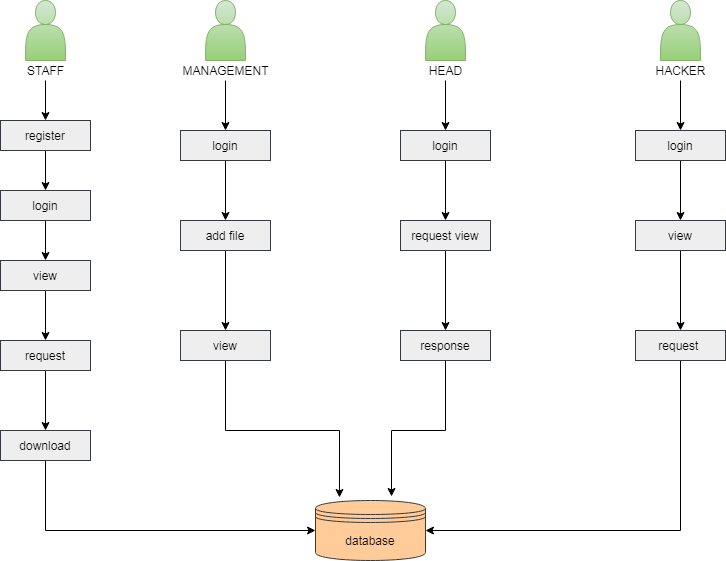 STAFF
MANAGEMENT
HEAD
HACKER
register
login
login
login
login
view
add file
request view
view
request
view
response
request
download
database